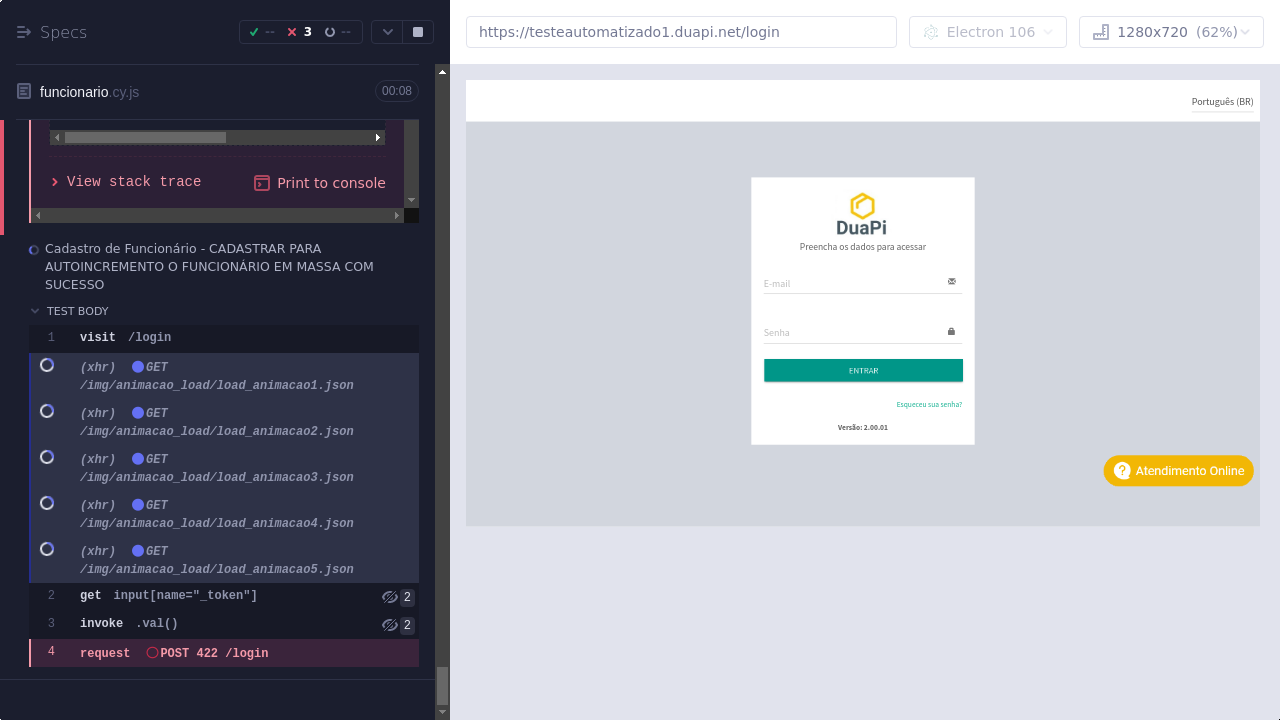 Specs
-- 3 --
https://testeautomatizado1.duapi.net/login
Electron 106
1280x720 (62%)
funcionario.cy.js
00:08
View stack trace
Print to console
Cadastro de Funcionário - CADASTRAR PARA
AUTOINCREMENTO O FUNCIONÁRIO EM MASSA COM
SUCESSO
TEST BODY
1 visit /login
(xhr) GET
/img/animacao_load/load_animacao1.json
(xhr) GET
/img/animacao_load/load_animacao2.json
(xhr) GET
/img/animacao_load/load_animacao3.json
(xhr) GET
/img/animacao_load/load_animacao4.json
(xhr) GET
/img/animacao_load/load_animacao5.json
2 get input[name="_token"] 2
3 invoke .val() 2
4 request POST 422 /login
Português (BR)
DuaPi
Preencha os dados para acessar
E-mail
Senha
ENTRAR
Esqueceu sua senha?
Versão: 2.00.01
Atendimento Online